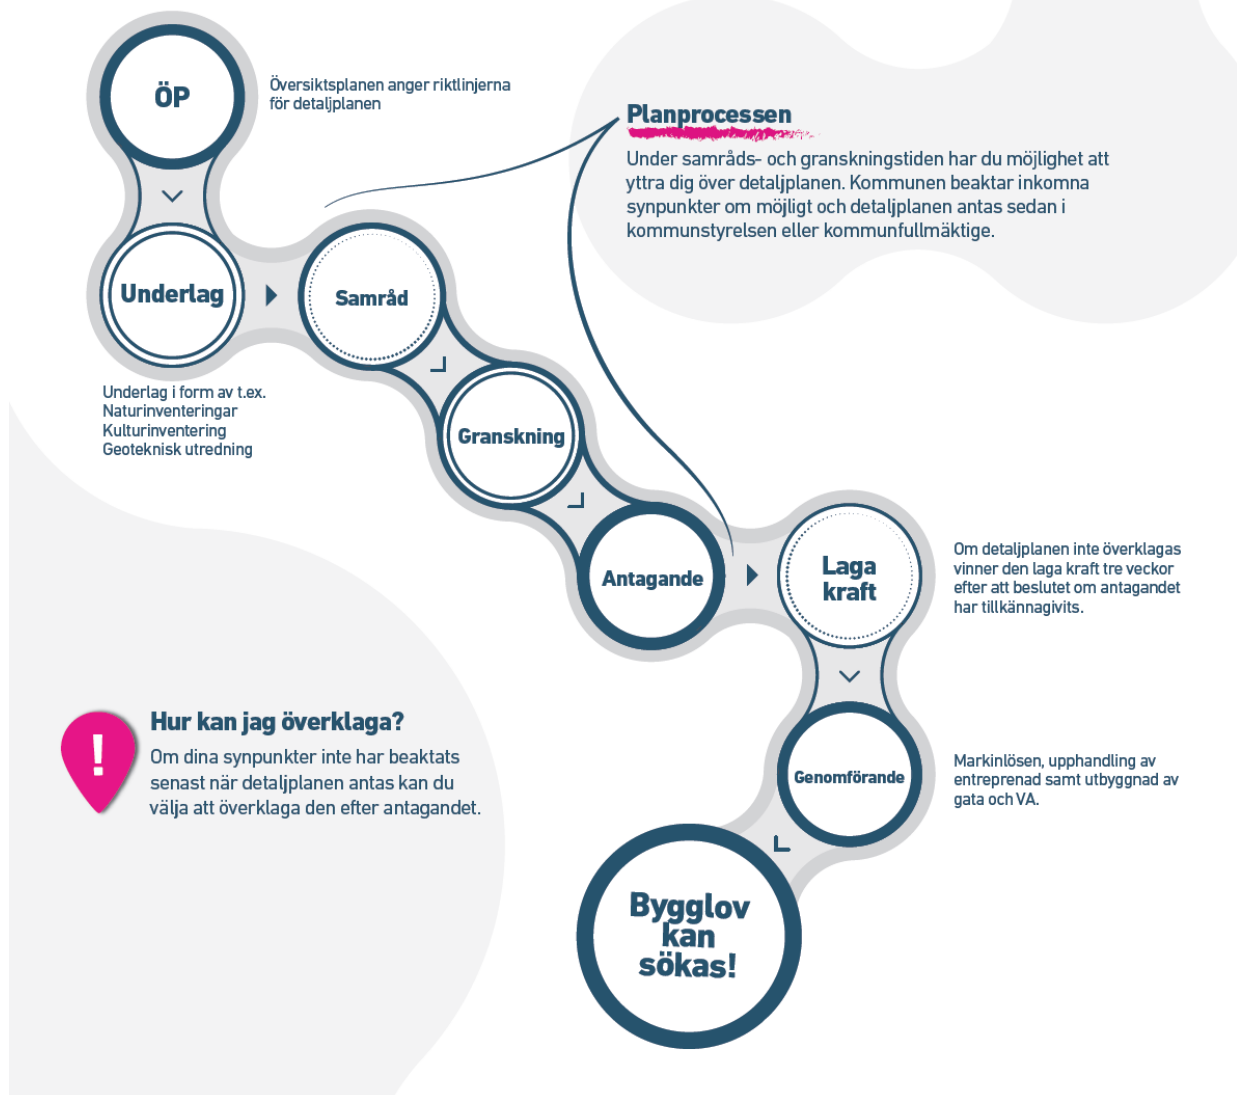 ÖP
Översiktsplanen anger riktlinjerna
för detaljplanen
Planprocessen
Under samråds- och granskningstiden har du möjlighet att
yttra dig över detaljplanen. Kommunen beaktar inkomna
synpunkter om möjligt och detaljplanen antas sedan i
kommunstyrelsen eller kommunfullmäktige.
Underlag
Samråd
Underlag i form av t.ex.
Naturinventeringar
Kulturinventering
Geoteknisk utredning
Granskning
Antagande
Laga
kraft
Om detaljplanen inte överklagas
vinner den laga kraft tre veckor
efter att beslutet om antagandet
har tillkännagivits.
!
Hur kan jag överklaga?
Om dina synpunkter inte har beaktats
senast när detaljplanen antas kan du
välja att överklaga den efter antagandet.
Genomförande
Markinlösen, upphandling av
entreprenad samt utbyggnad av
gata och VA.
Bygglov
kan
sökas!